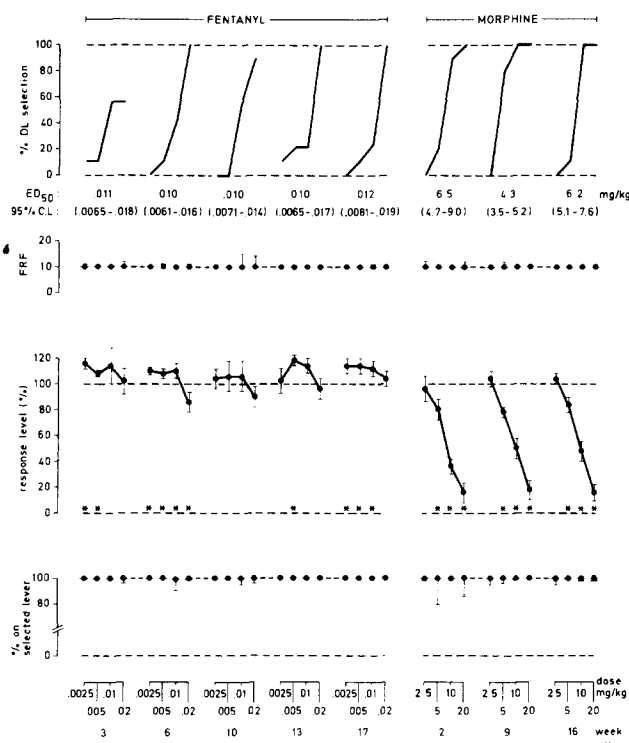 FENTANYL MORPHINE
% DL selection
100
80
60
40
20
0
ED50 : .011 .010 .010 .010 .012 6.5 4.3 6.2 mg/kg
95% C.L.: (.0065-.018) (.0061-.016) (.0071-.014) (.0065-.017) (.0081-.019) (4.7-9.0) (3.5-5.2) (5.1-7.6)
FRF
20
10
0
response level (%)
120
100
80
60
40
20
0
* * * * * * * * * * * * * * * * * * *
% on selected lever
100
80
0
.0025 .01 .0025 .01 .0025 .01 .0025 .01 .0025 .01 2.5 10 2.5 10 2.5 10 dose mg/kg
.005 .02 .005 .02 .005 .02 .005 .02 .005 .02 5 20 5 20 5 20
3 6 10 13 17 2 9 16 week